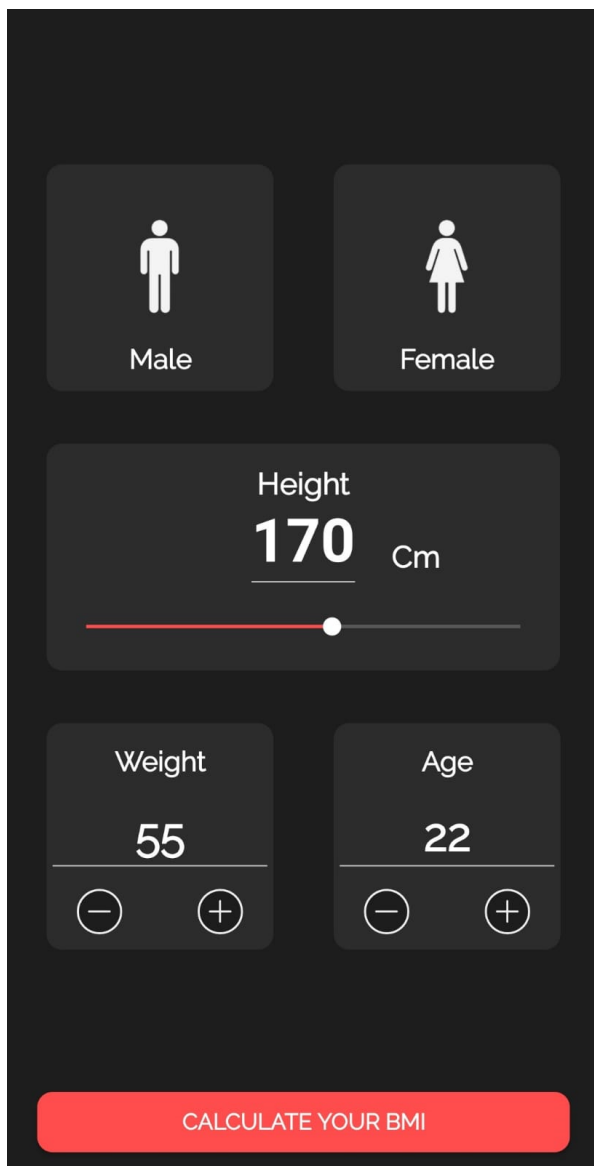 Male Female
Height
170 Cm
Weight Age
55 22
CALCULATE YOUR BMI